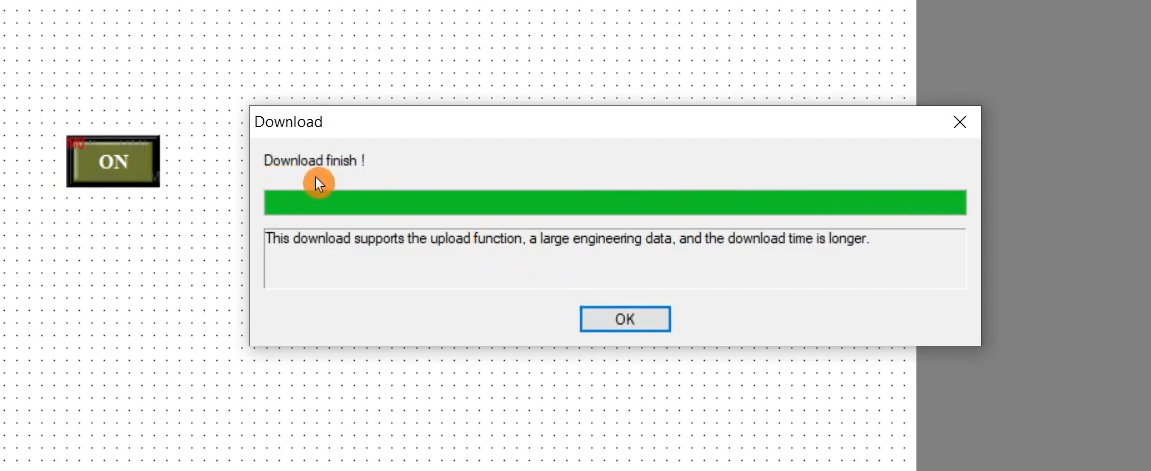 Download
Download finish !
ON
This download supports the upload function, a large engineering data, and the download time is longer.
OK